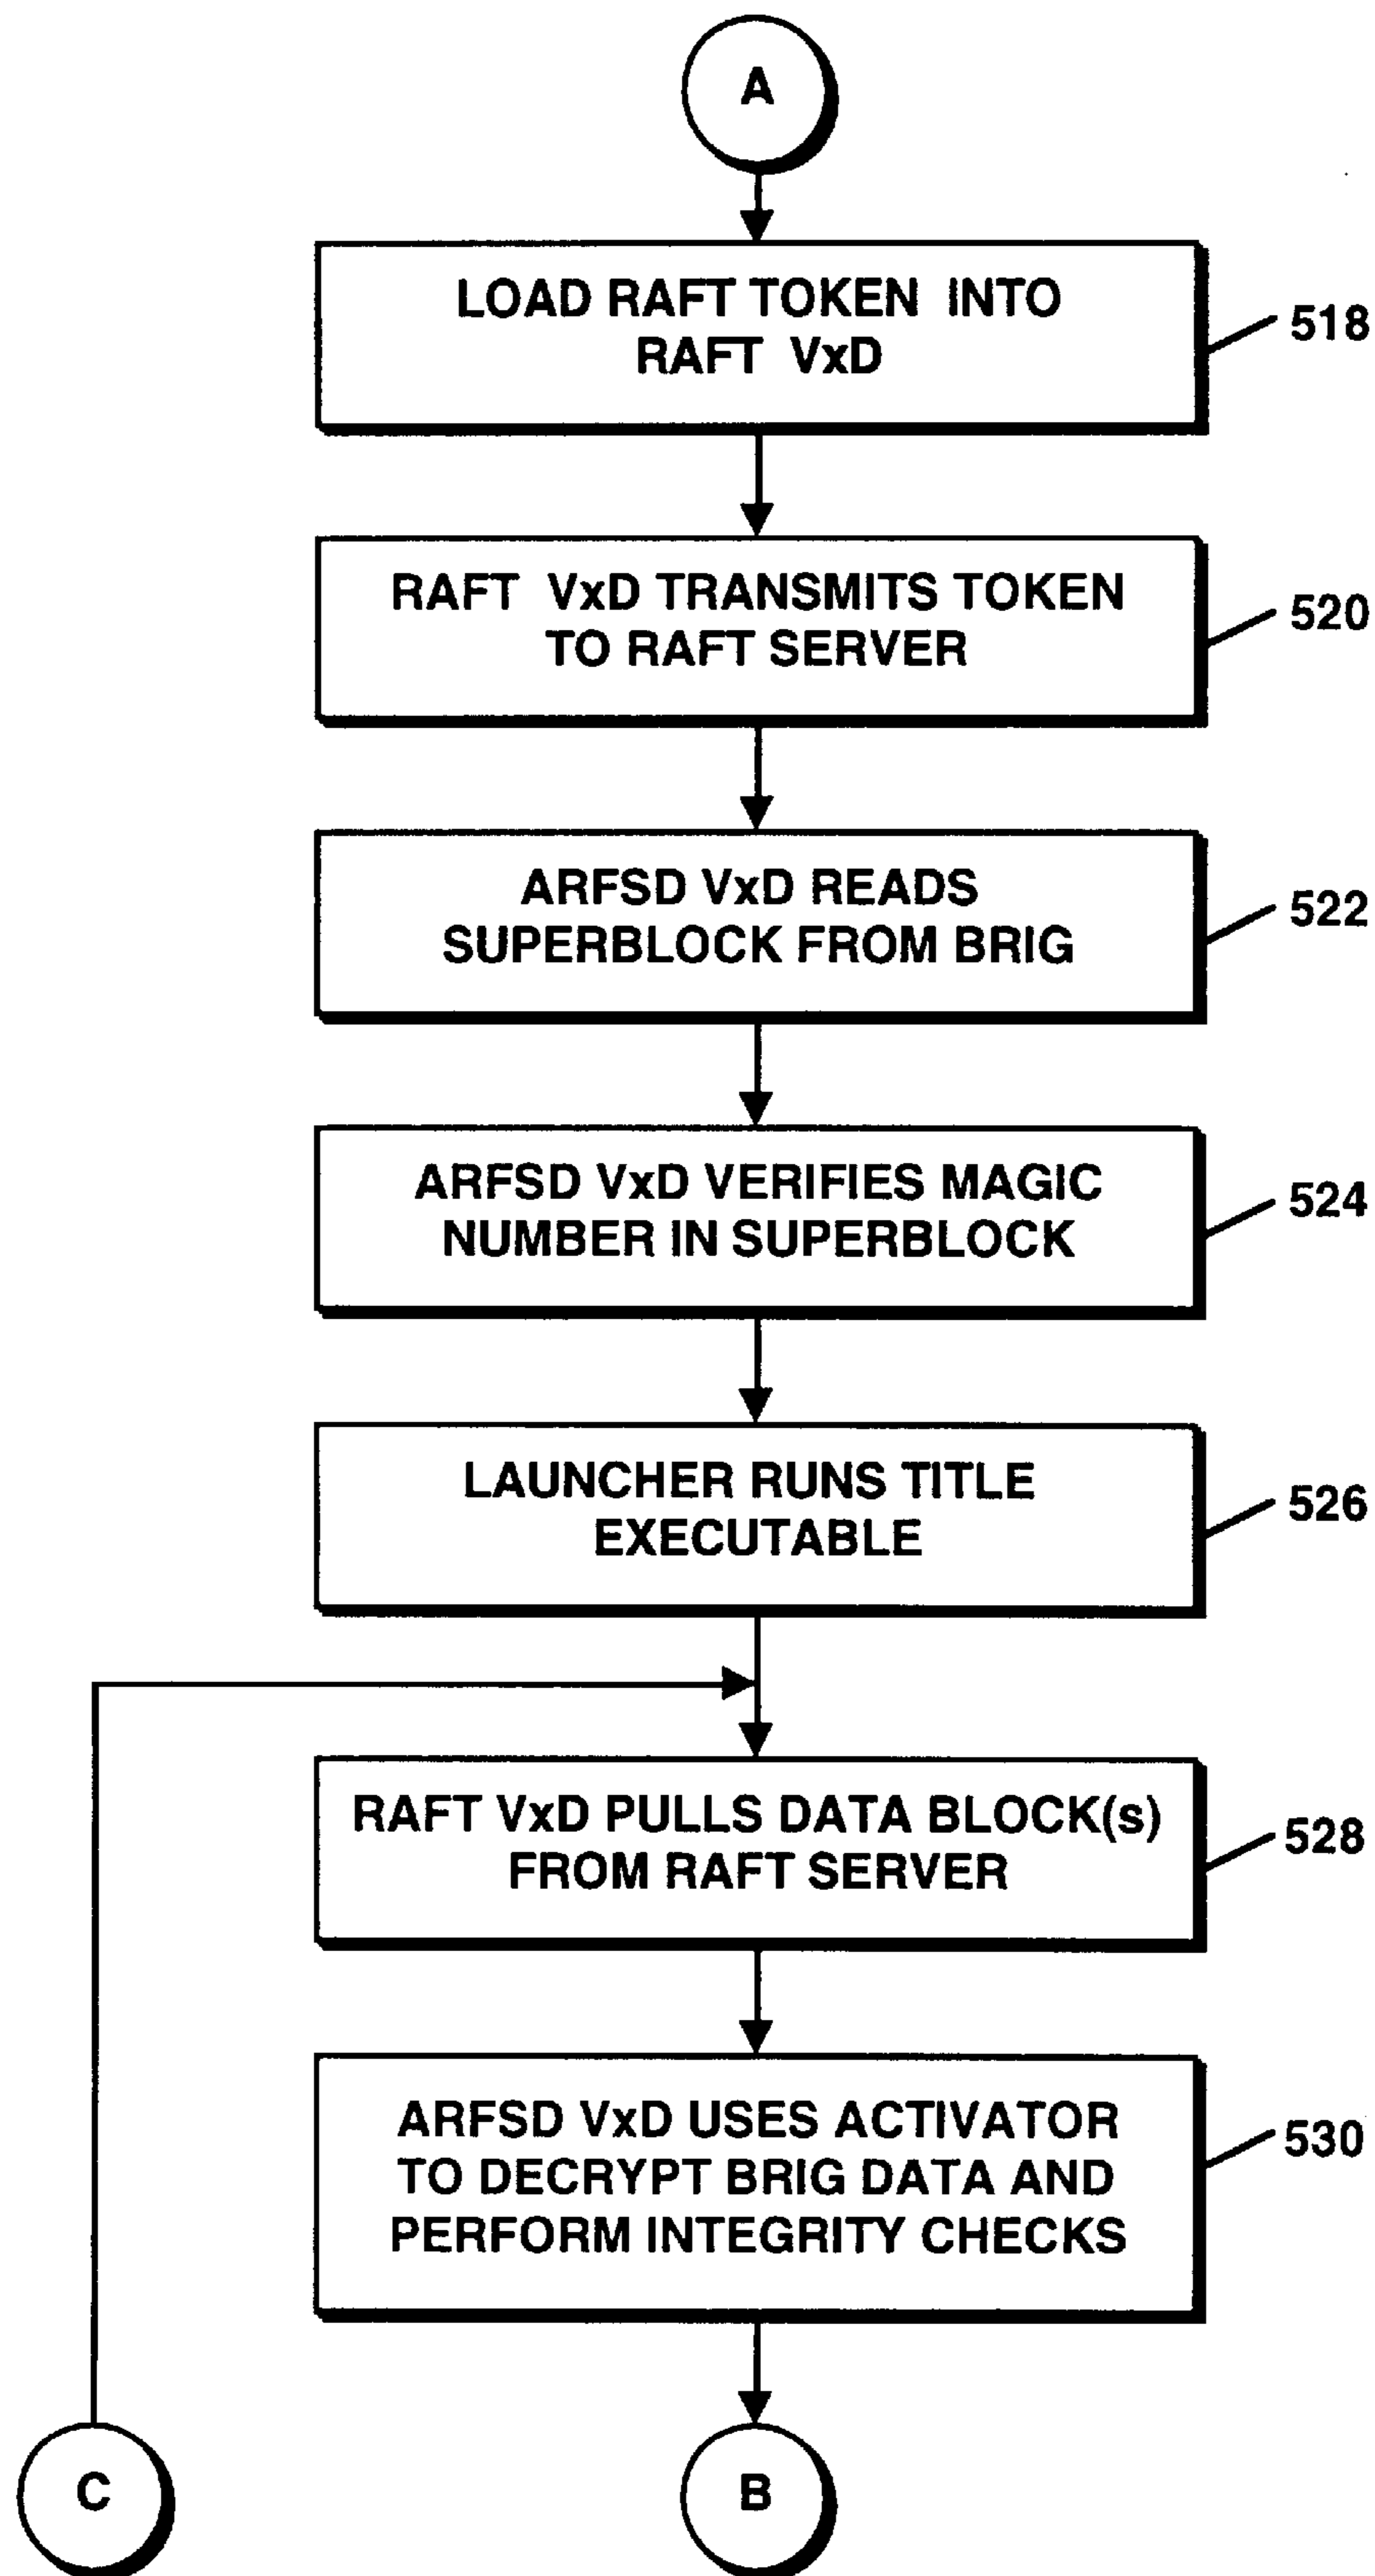 A
LOAD RAFT TOKEN INTO
RAFT VxD
518
RAFT VxD TRANSMITS TOKEN
TO RAFT SERVER
520
ARFSD VxD READS
SUPERBLOCK FROM BRIG
522
ARFSD VxD VERIFIES MAGIC
NUMBER IN SUPERBLOCK
524
LAUNCHER RUNS TITLE
EXECUTABLE
526
RAFT VxD PULLS DATA BLOCK(s)
FROM RAFT SERVER
528
ARFSD VxD USES ACTIVATOR
TO DECRYPT BRIG DATA AND
PERFORM INTEGRITY CHECKS
530
C
B